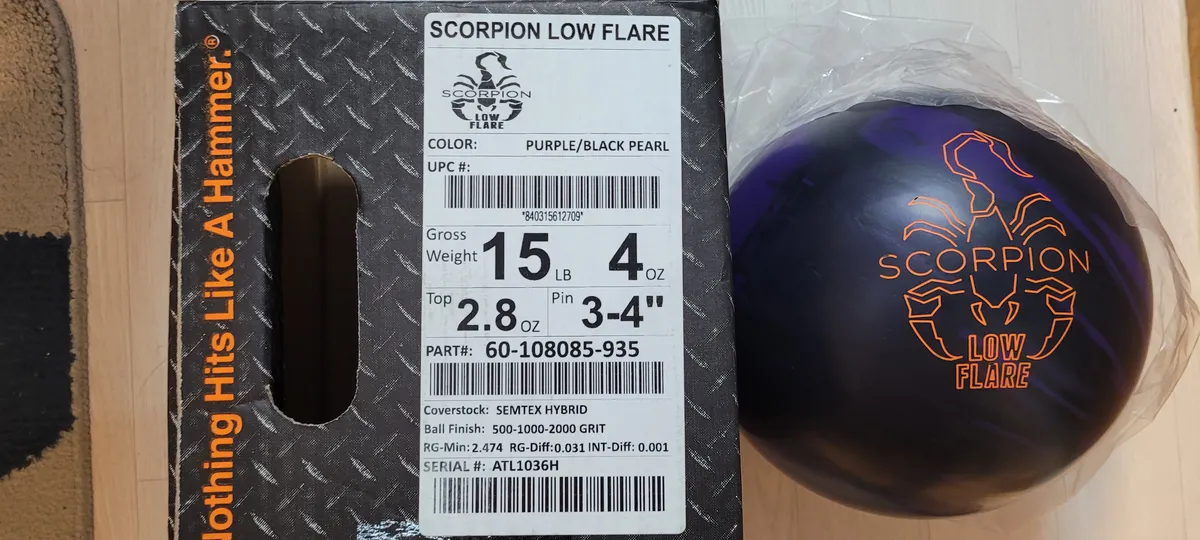 Nothing Hits Like A Hammer.®
SCORPION LOW FLARE
SCORPION
LOW
FLARE
COLOR: PURPLE/BLACK PEARL
UPC #:
*840315612709*
Gross
Weight 15 LB 4 OZ
Top 2.8 OZ Pin 3-4"
PART#: 60-108085-935
Coverstock: SEMTEX HYBRID
Ball Finish: 500-1000-2000 GRIT
RG-Min: 2.474 RG-Diff: 0.031 INT-Diff: 0.001
SERIAL #: ATL1036H
SCORPION
LOW
FLARE